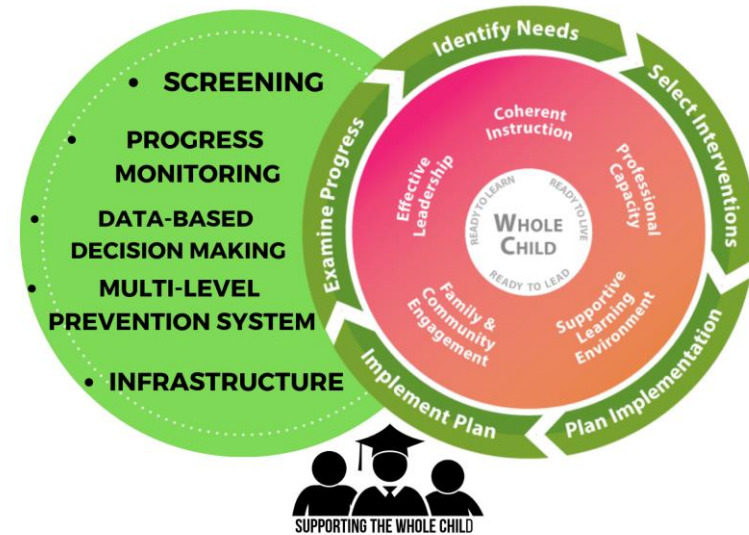 • SCREENING
• PROGRESS
MONITORING
• DATA-BASED
DECISION MAKING
• MULTI-LEVEL
PREVENTION SYSTEM
• INFRASTRUCTURE
Identify Needs
Select Interventions
Plan Implementation
Implement Plan
Examine Progress
Coherent
Instruction
Professional
Capacity
Supportive
Learning
Environment
Family &
Community
Engagement
Effective
Leadership
READY TO LEARN
READY TO LIVE
READY TO LEAD
WHOLE
CHILD
SUPPORTING THE WHOLE CHILD